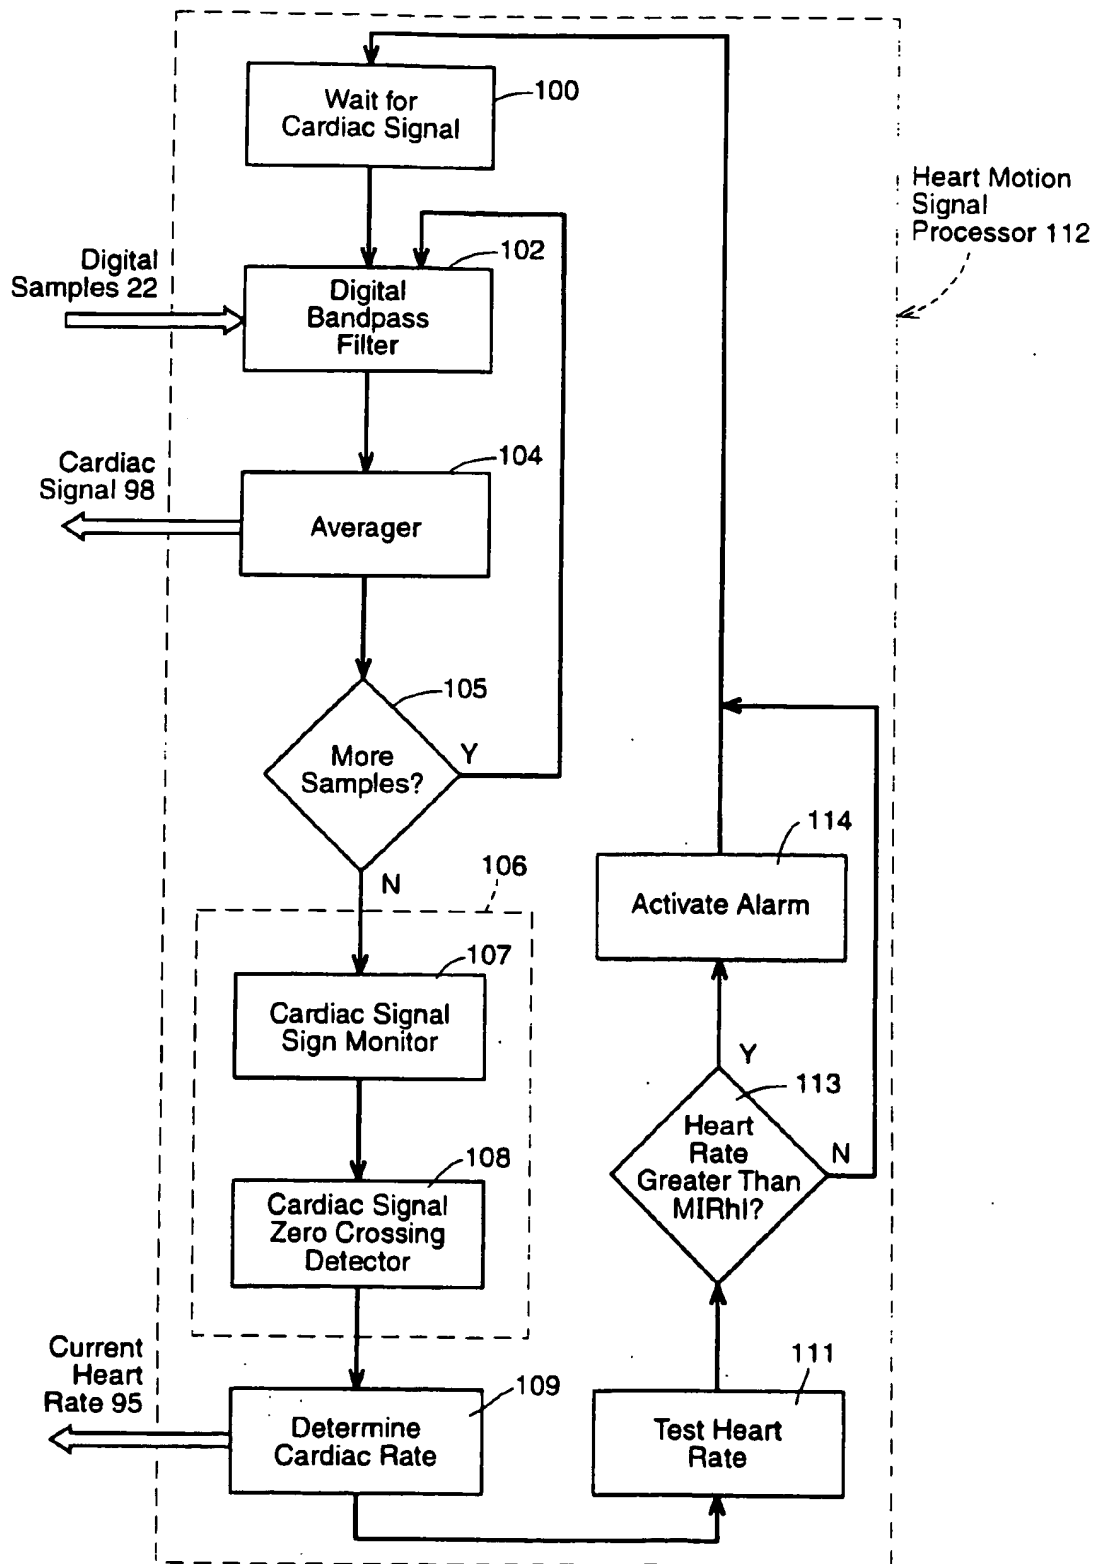 Wait for
Cardiac Signal
100
Heart Motion
Signal
Processor 112
Digital
Samples 22
102
Digital
Bandpass
Filter
Cardiac
Signal 98
104
Averager
105
More
Samples?
Y
N
106
107
Cardiac Signal
Sign Monitor
108
Cardiac Signal
Zero Crossing
Detector
Current
Heart
Rate 95
109
Determine
Cardiac Rate
111
Test Heart
Rate
113
Heart
Rate
Greater Than
MIRhl?
Y
N
114
Activate Alarm